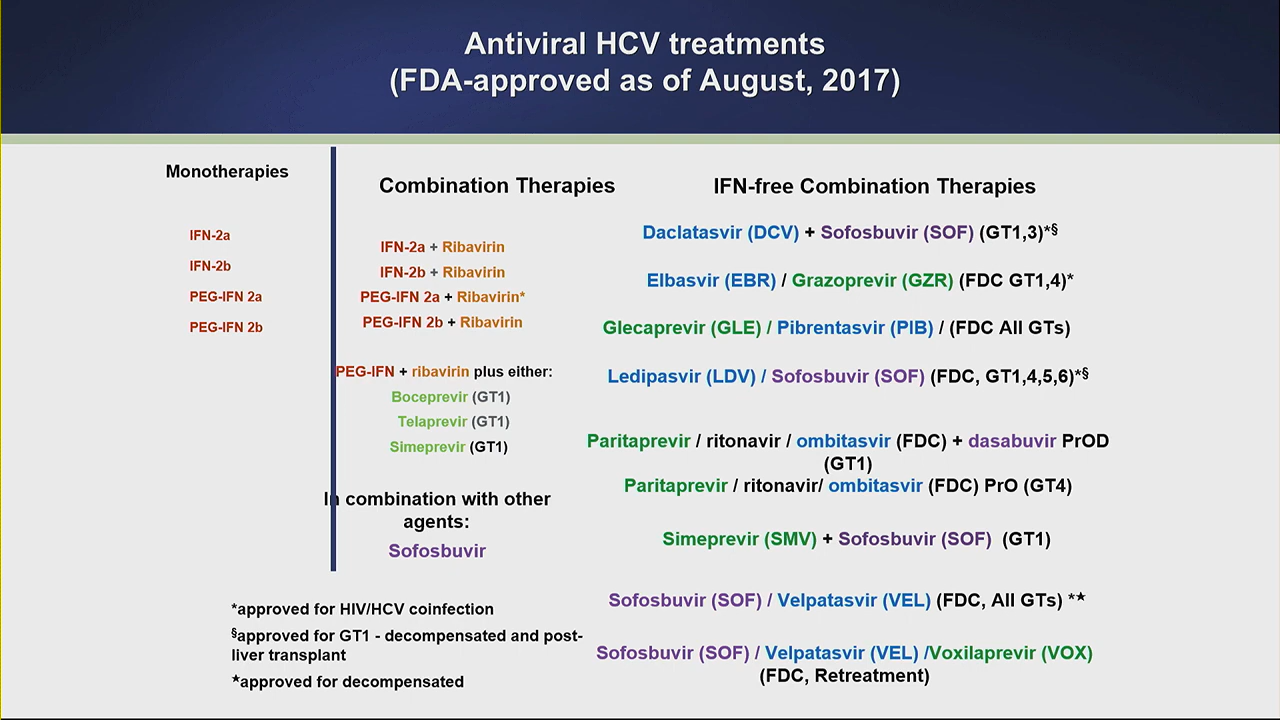 Antiviral HCV treatments
(FDA-approved as of August, 2017)
Monotherapies
IFN-2a
IFN-2b
PEG-IFN 2a
PEG-IFN 2b
Combination Therapies
IFN-2a + Ribavirin
IFN-2b + Ribavirin
PEG-IFN 2a + Ribavirin*
PEG-IFN 2b + Ribavirin
PEG-IFN + ribavirin plus either:
Boceprevir (GT1)
Telaprevir (GT1)
Simeprevir (GT1)
In combination with other
agents:
Sofosbuvir
IFN-free Combination Therapies
Daclatasvir (DCV) + Sofosbuvir (SOF) (GT1,3)*§
Elbasvir (EBR) / Grazoprevir (GZR) (FDC GT1,4)*
Glecaprevir (GLE) / Pibrentasvir (PIB) / (FDC All GTs)
Ledipasvir (LDV) / Sofosbuvir (SOF) (FDC, GT1,4,5,6)*§
Paritaprevir / ritonavir / ombitasvir (FDC) + dasabuvir PrOD
(GT1)
Paritaprevir / ritonavir/ ombitasvir (FDC) PrO (GT4)
Simeprevir (SMV) + Sofosbuvir (SOF) (GT1)
Sofosbuvir (SOF) / Velpatasvir (VEL) (FDC, All GTs) *★
Sofosbuvir (SOF) / Velpatasvir (VEL) /Voxilaprevir (VOX)
(FDC, Retreatment)
*approved for HIV/HCV coinfection
§approved for GT1 - decompensated and post-
liver transplant
★approved for decompensated